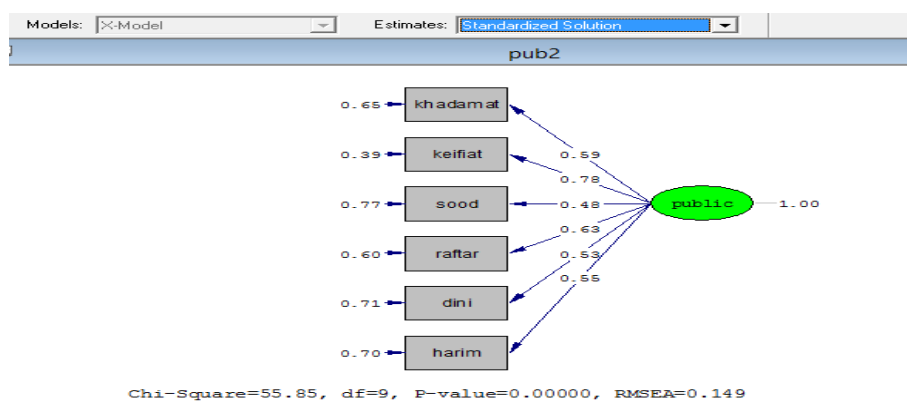 Models: X-Model Estimates: Standardized Solution
pub2
0.65 khadamat
0.59
0.39 keifiat
0.78
0.77 sood 0.48 public 1.00
0.63
0.60 raftar 0.53
0.55
0.71 dini
0.70 harim
Chi-Square=55.85, df=9, P-value=0.00000, RMSEA=0.149